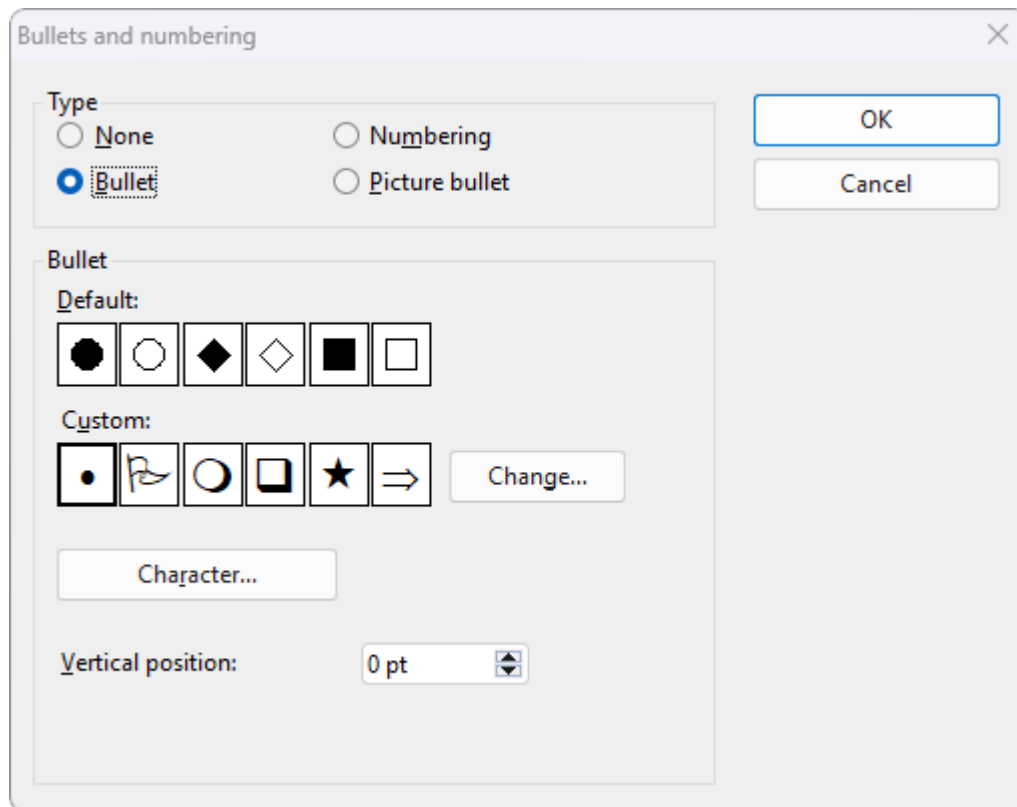 Bullets and numbering
Type
None
Numbering
Bullet
Picture bullet
OK
Cancel
Bullet
Default:
Custom:
Change...
Character...
Vertical position:
0 pt